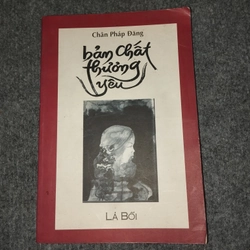 Chân Pháp Đăng
bản chất
thương
yêu
LÁ BỐI